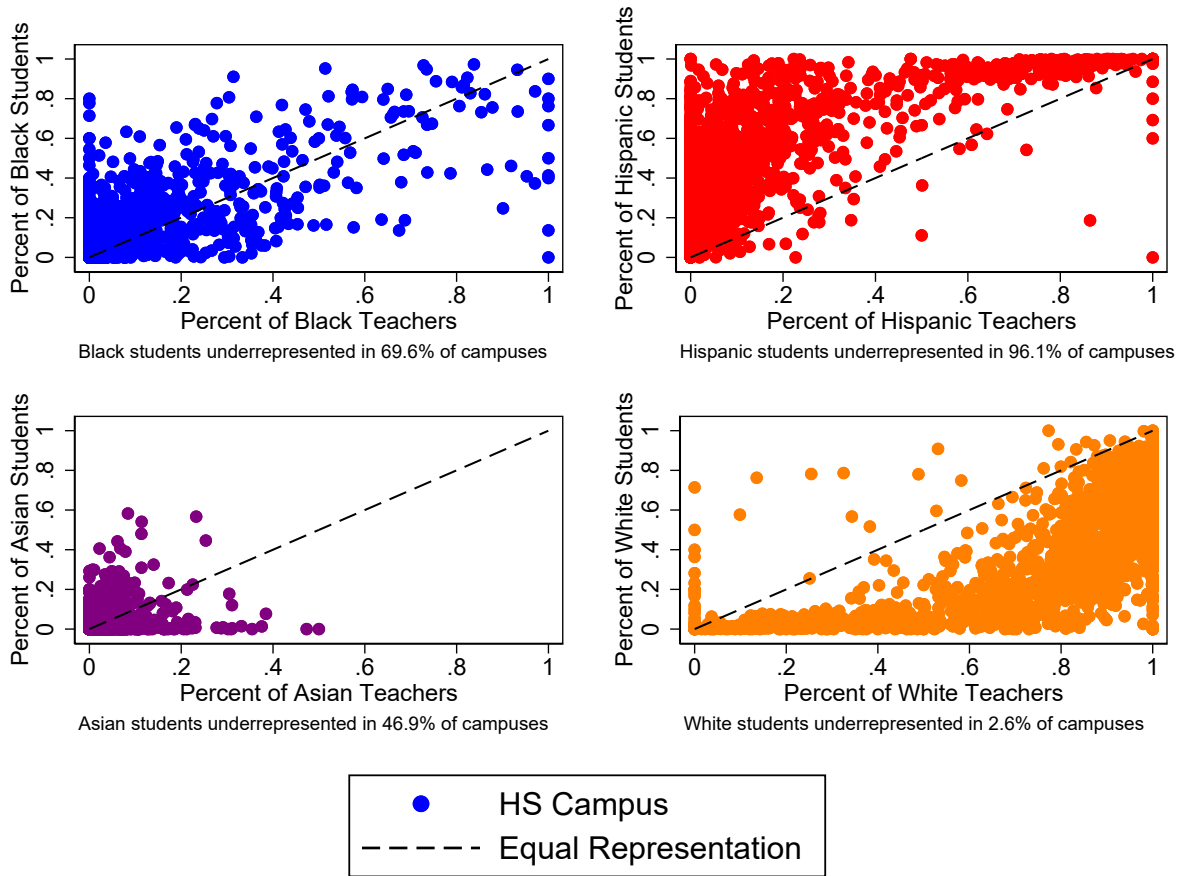 Percent of Black Students
0 .2 .4 .6 .8 1
0 .2 .4 .6 .8 1
Percent of Black Teachers
Black students underrepresented in 69.6% of campuses
Percent of Hispanic Students
0 .2 .4 .6 .8 1
0 .2 .4 .6 .8 1
Percent of Hispanic Teachers
Hispanic students underrepresented in 96.1% of campuses
Percent of Asian Students
0 .2 .4 .6 .8 1
0 .2 .4 .6 .8 1
Percent of Asian Teachers
Asian students underrepresented in 46.9% of campuses
Percent of White Students
0 .2 .4 .6 .8 1
0 .2 .4 .6 .8 1
Percent of White Teachers
White students underrepresented in 2.6% of campuses
HS Campus
Equal Representation